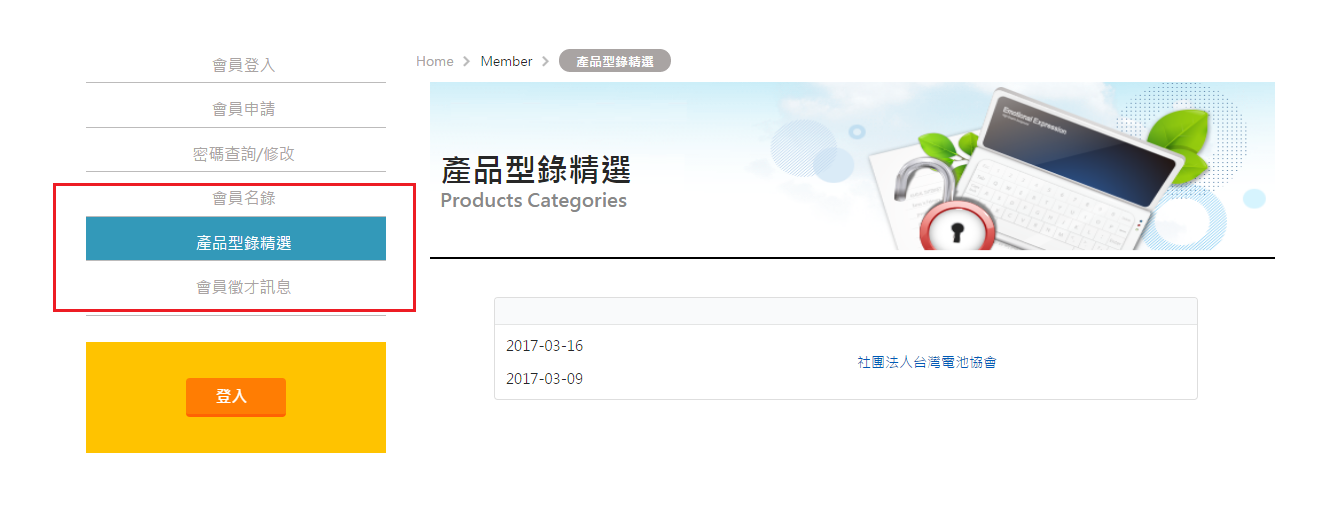 會員登入
會員申請
密碼查詢/修改
會員名錄
產品型錄精選
會員徵才訊息
登入
Home > Member > 產品型錄精選
產品型錄精選
Products Categories
Emotional Expression
2017-03-16
社團法人台灣電池協會
2017-03-09